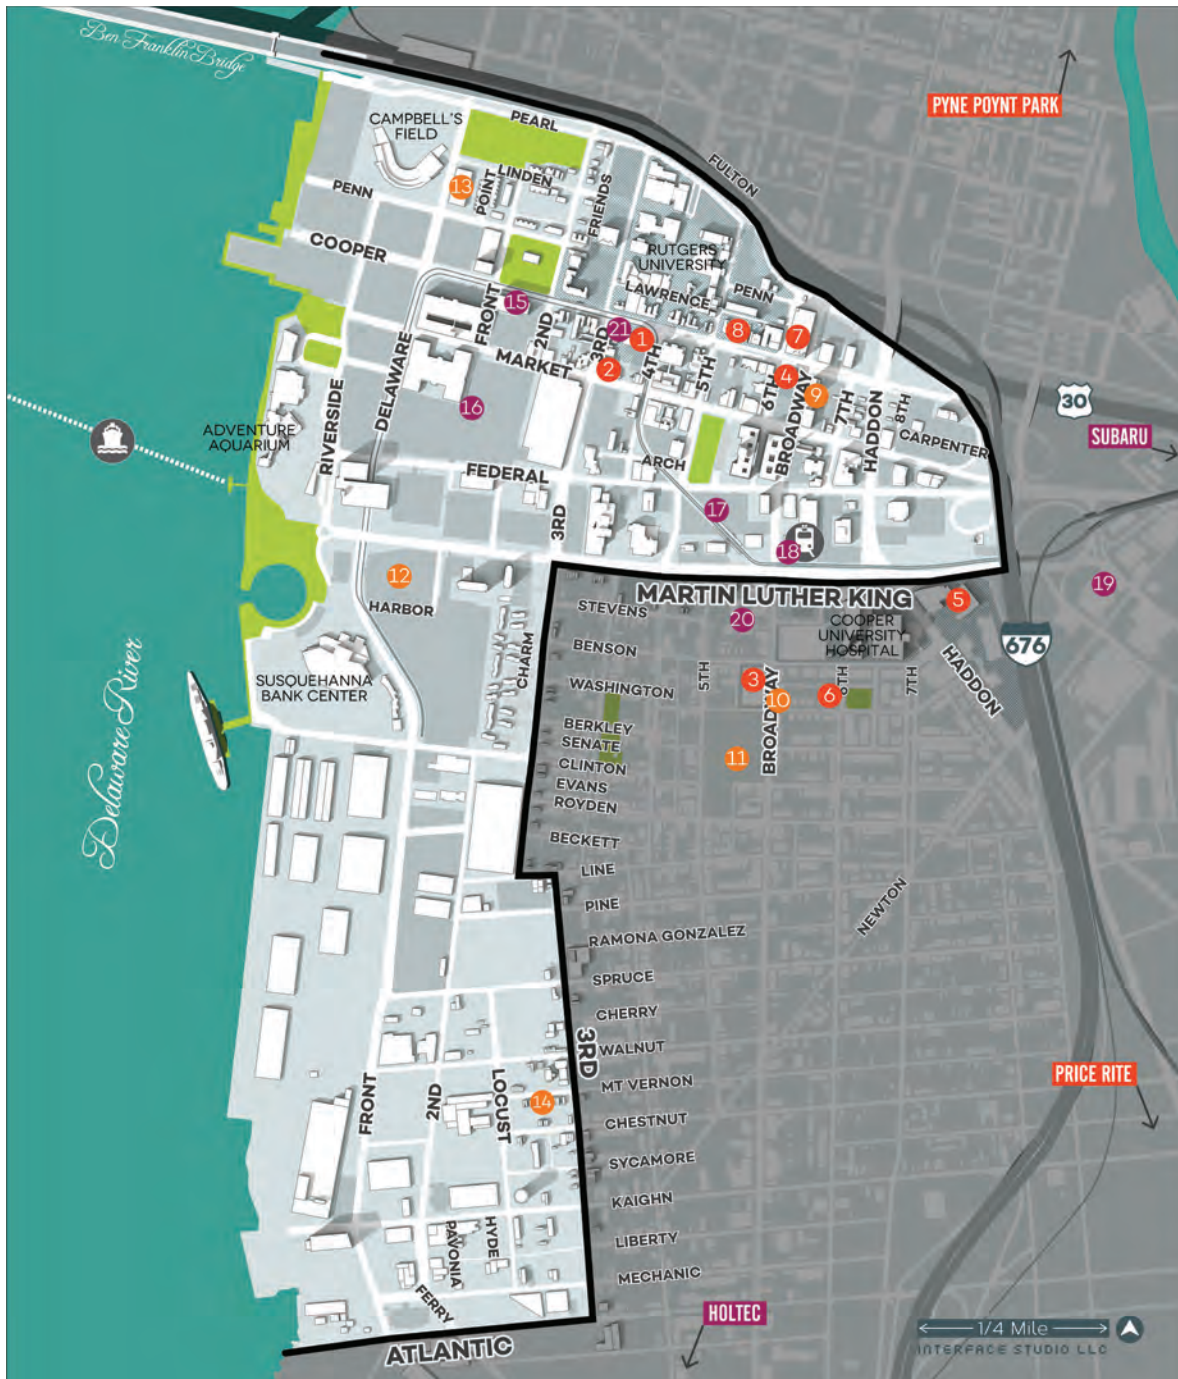 Ben Franklin Bridge
PYNE POYNT PARK
CAMPBELL'S
FIELD
PEARL
FULTON
LINDEN
POINT
13
PENN
FRIENDS
COOPER
RUTGERS
UNIVERSITY
LAWRENCE
PENN
FRONT
15
2ND
21
1
3RD
2
4TH
8
7
MARKET
5TH
6TH
4
BROADWAY
9
7TH
HADDON
8TH
CARPENTER
30
SUBARU
DELAWARE
RIVERSIDE
16
ADVENTURE
AQUARIUM
FEDERAL
ARCH
3RD
17
18
12
HARBOR
MARTIN LUTHER KING
5
19
STEVENS
20
COOPER
UNIVERSITY
HOSPITAL
676
BENSON
CHARM
SUSQUEHANNA
BANK CENTER
WASHINGTON
5TH
3
BROADWAY
10
6
6TH
7TH
HADDON
BERKLEY
SENATE
CLINTON
11
EVANS
ROYDEN
Delaware River
BECKETT
LINE
PINE
NEWTON
RAMONA GONZALEZ
SPRUCE
CHERRY
3RD
WALNUT
MT VERNON
PRICE RITE
FRONT
2ND
LOCUST
14
CHESTNUT
SYCAMORE
KAIGHN
LIBERTY
PAVONIA
HYDE
MECHANIC
FERRY
HOLTEC
ATLANTIC
1/4 Mile
INTERFACE STUDIO LLC